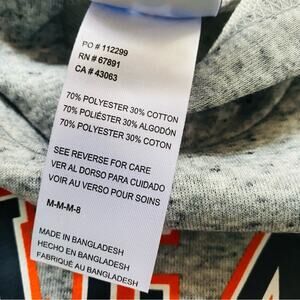 PO # 112299
RN # 67891
CA # 43063
70% POLYESTER 30% COTTON
70% POLIÉSTER 30% ALGODÓN
70% POLYESTER 30% COTON
SEE REVERSE FOR CARE
VER AL DORSO PARA CUIDADO
VOIR AU VERSO POUR SOINS
M-M-M-8
MADE IN BANGLADESH
HECHO EN BANGLADESH
FABRIQUÉ AU BANGLADESH